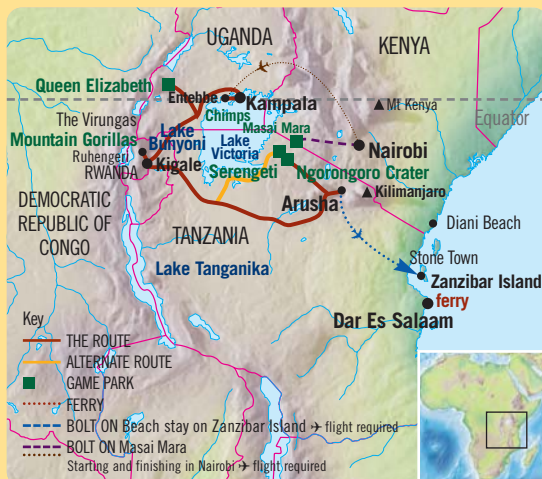 UGANDA
KENYA
Queen Elizabeth
Entebbe
Kampala
Mt Kenya
Chimps
Equator
The Virungas
Masai Mara
Mountain Gorillas
Lake
Bunyoni
Lake
Victoria
Nairobi
Ruhengeri
RWANDA
Kigale
Serengeti
Ngorongoro Crater
Kilimanjaro
Arusha
DEMOCRATIC
REPUBLIC OF
CONGO
TANZANIA
Diani Beach
Lake Tanganika
Stone Town
Zanzibar Island
ferry
Dar Es Salaam
Key
THE ROUTE
ALTERNATE ROUTE
GAME PARK
FERRY
BOLT ON Beach stay on Zanzibar Island ✈ flight required
BOLT ON Masai Mara
Starting and finishing in Nairobi ✈ flight required